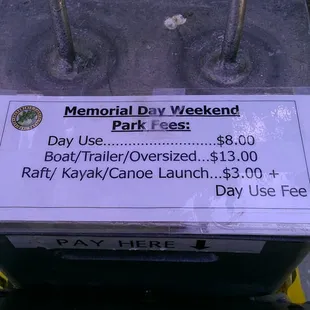 Memorial Day Weekend
Park Fees:
Day Use............................$8.00
Boat/Trailer/Oversized...$13.00
Raft/ Kayak/Canoe Launch...$3.00 +
Day Use Fee
PAY HERE